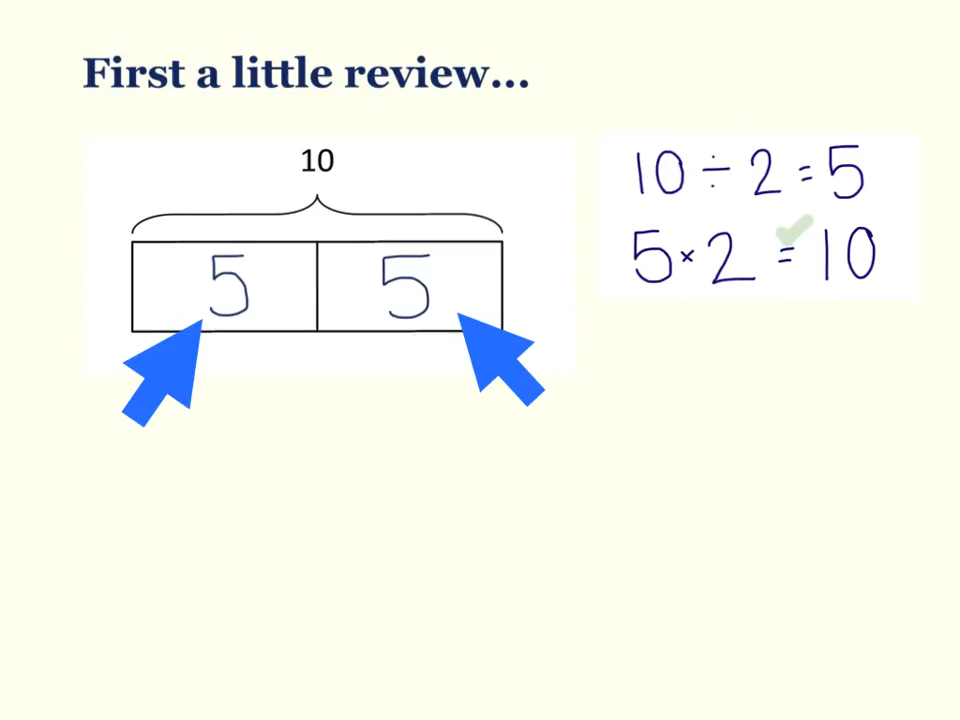 First a little review...
10
5 5
10 ÷ 2 = 5
5 × 2 = 10